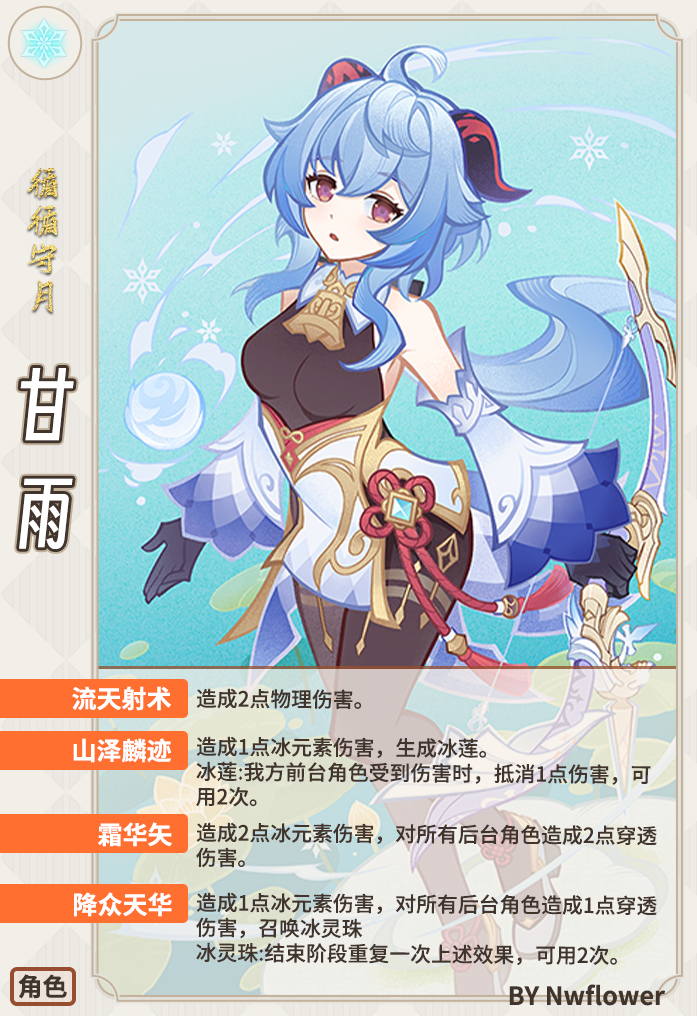 循循守月
甘雨
流天射术
造成2点物理伤害。
山泽麟迹
造成1点冰元素伤害，生成冰莲。
冰莲:我方前台角色受到伤害时，抵消1点伤害，可
用2次。
霜华矢
造成2点冰元素伤害，对所有后台角色造成2点穿透
伤害。
降众天华
造成1点冰元素伤害，对所有后台角色造成1点穿透
伤害，召唤冰灵珠
冰灵珠:结束阶段重复一次上述效果，可用2次。
角色
BY Nwflower